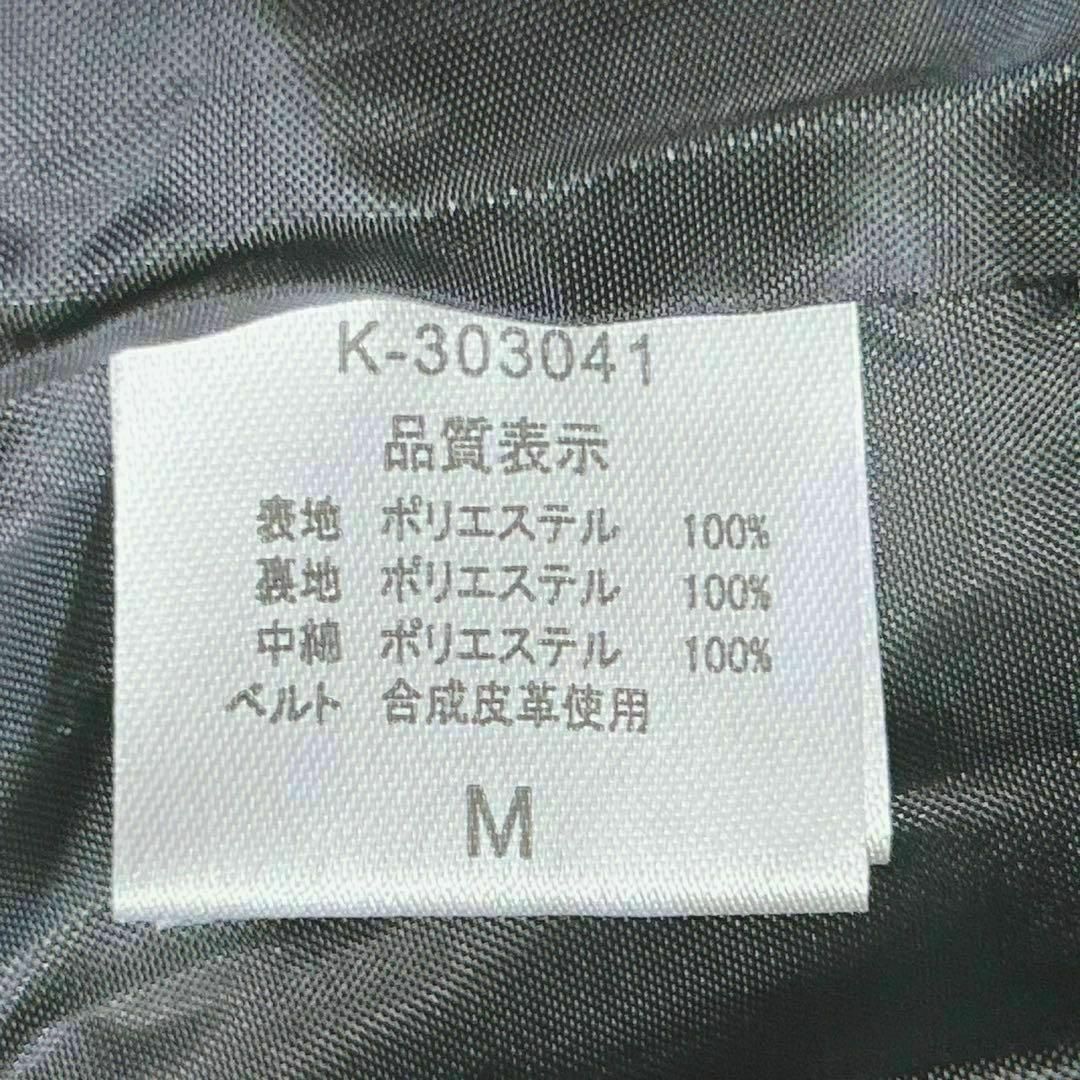 K-303041
品質表示
表地 ポリエステル 100%
裏地 ポリエステル 100%
中綿 ポリエステル 100%
ベルト 合成皮革使用
M